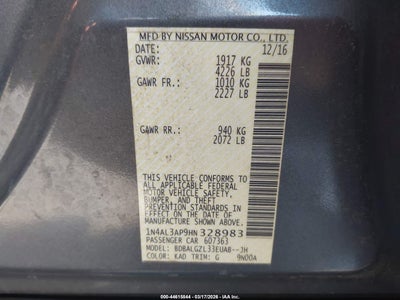 MFD BY NISSAN MOTOR CO., LTD.
DATE: 12/16
GVWR: 1917 KG
4226 LB
GAWR FR.: 1010 KG
2227 LB
GAWR RR.: 940 KG
2072 LB
THIS VEHICLE CONFORMS TO
ALL APPLICABLE FEDERAL
MOTOR VEHICLE SAFETY,
BUMPER, AND THEFT
PREVENTION STANDARDS
IN EFFECT ON THE DATE OF
MANUFACTURE SHOWN ABOVE.
1N4AL3AP9HN328983
PASSENGER CAR 607363
MODEL: BDBALGZL33EUAB--JH
COLOR: KAD TRIM: G 9N00A
© IAA 000-44615844 | 03/17/2026 - IAA Inc.